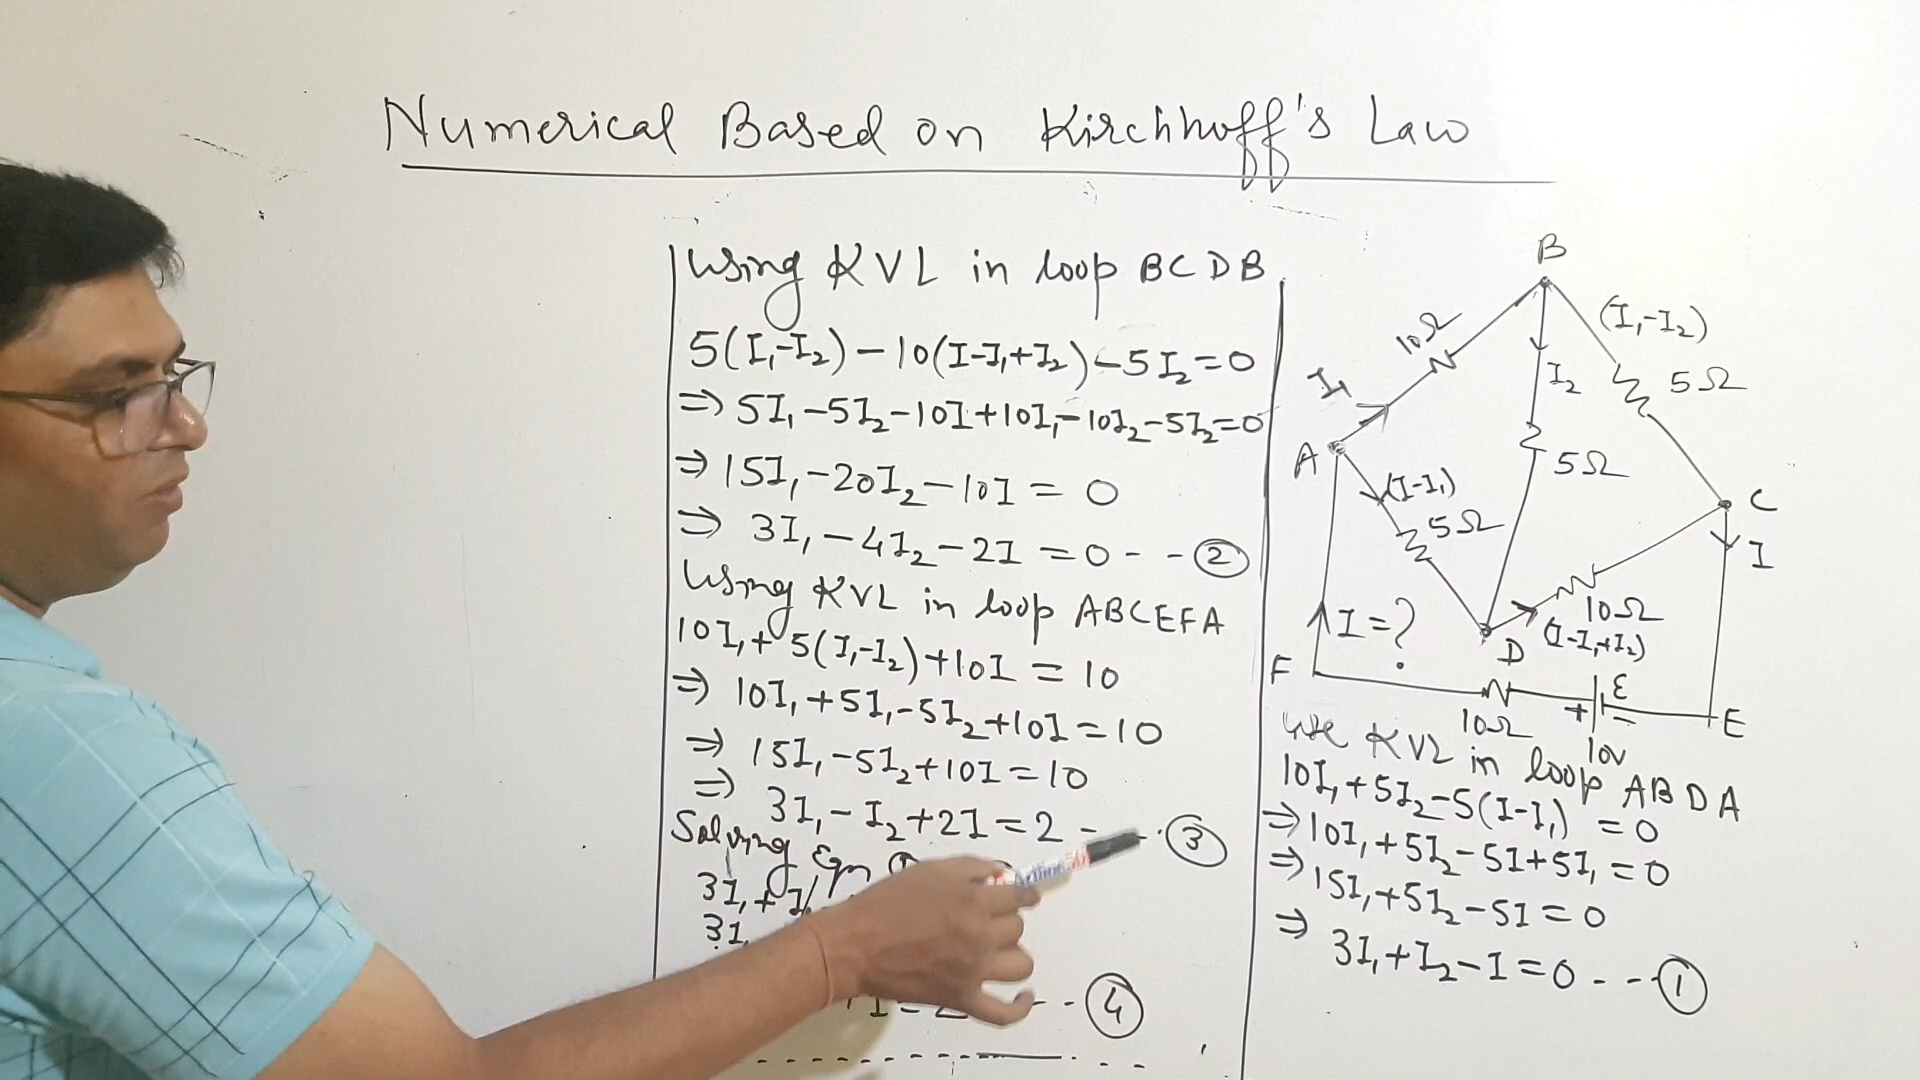 Numerical Based on Kirchhoff's Law
Using KVL in loop BCDB
5(I₁-I₂)-10(I-I₁+I₂)-5I₂=0
⇒ 5I₁-5I₂-10I+10I₁-10I₂-5I₂=0
⇒ 15I₁-20I₂-10I = 0
⇒ 3I₁-4I₂-2I = 0 - - ②
Using KVL in loop ABCEFA
10I₁+5(I₁-I₂)+10I = 10
⇒ 10I₁+5I₁-5I₂+10I=10
⇒ 15I₁-5I₂+10I=10
⇒ 3I₁-I₂+2I=2 - - ③
Solving Eqn ①
3I₁+I₂
3I₁
I=2 - - ④
B
(I₁-I₂)
10Ω
I₁
I₂
5Ω
5Ω
A
(I-I₁)
5Ω
C
I
I=?
10Ω
D
(I-I₁+I₂)
F
10Ω
+
-
Ɛ
10V
E
Use KVL in loop ABDA
10I₁+5I₂-5(I-I₁) = 0
⇒ 10I₁+5I₂-5I+5I₁=0
⇒ 15I₁+5I₂-5I=0
⇒ 3I₁+I₂-I=0 - - - ①